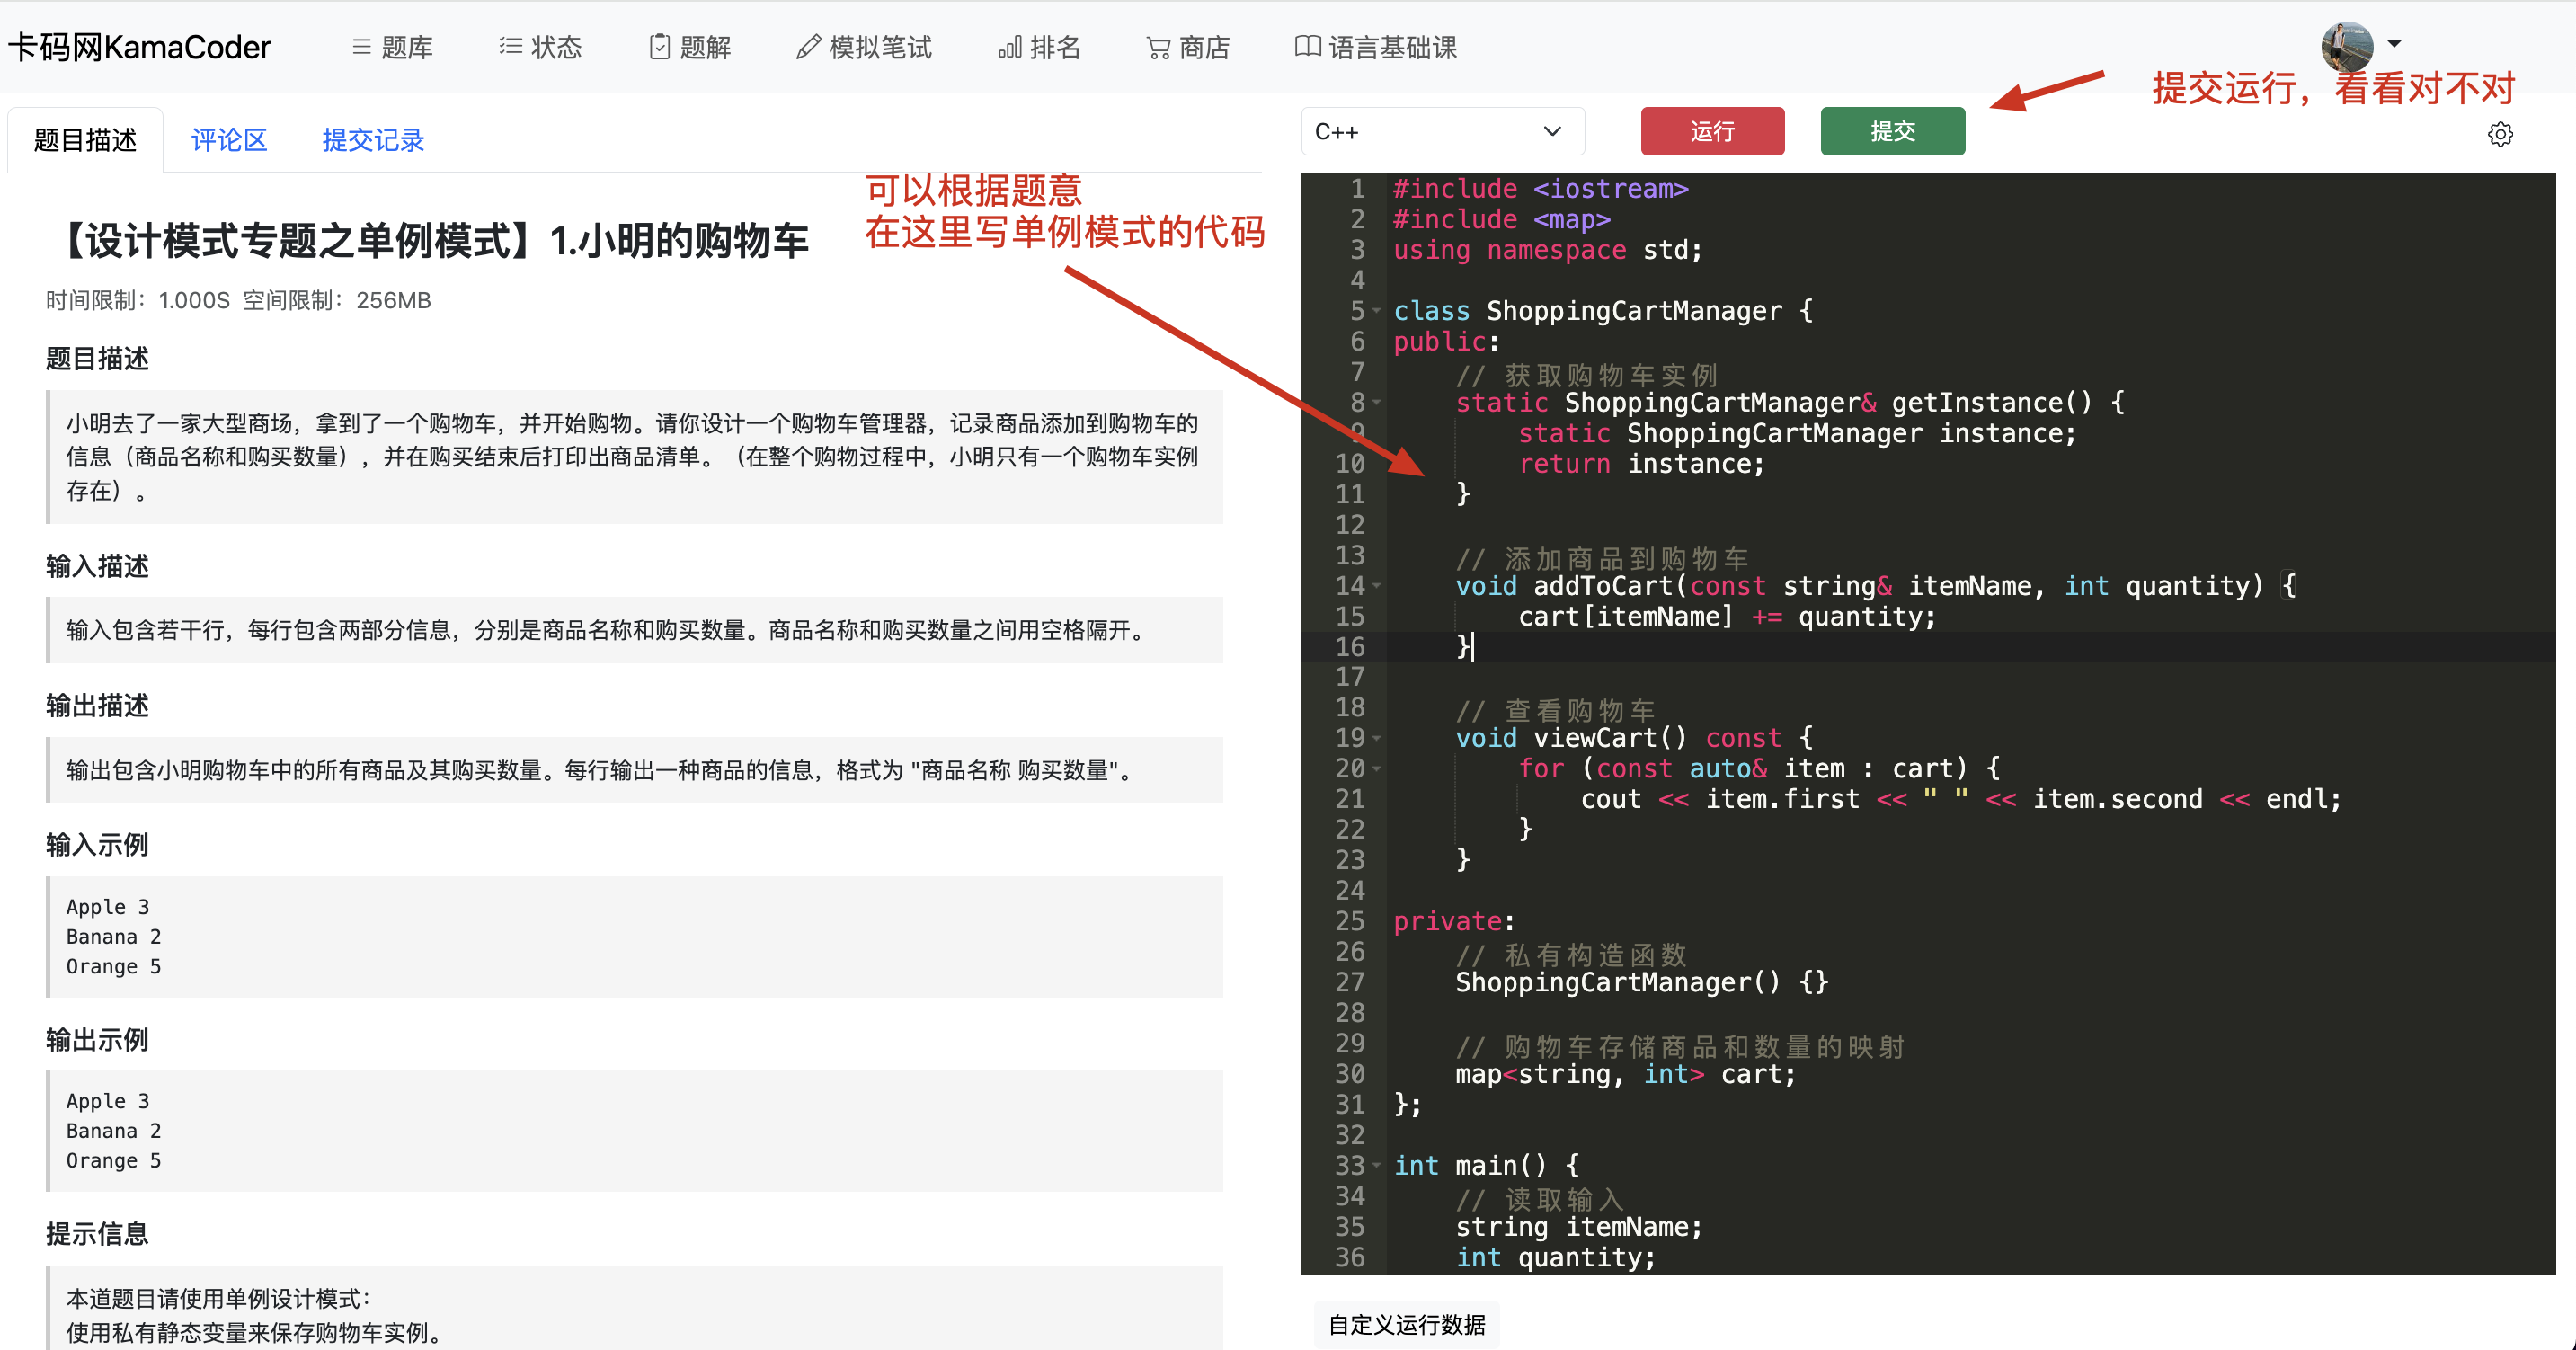 卡码网KamaCoder
题库
状态
题解
模拟笔试
排名
商店
语言基础课
提交运行，看看对不对
题目描述
评论区
提交记录
C++
运行
提交
可以根据题意
在这里写单例模式的代码
【设计模式专题之单例模式】1.小明的购物车
时间限制：1.000S 空间限制：256MB
题目描述
小明去了一家大型商场，拿到了一个购物车，并开始购物。请你设计一个购物车管理器，记录商品添加到购物车的
信息（商品名称和购买数量），并在购买结束后打印出商品清单。（在整个购物过程中，小明只有一个购物车实例
存在）。
输入描述
输入包含若干行，每行包含两部分信息，分别是商品名称和购买数量。商品名称和购买数量之间用空格隔开。
输出描述
输出包含小明购物车中的所有商品及其购买数量。每行输出一种商品的信息，格式为 "商品名称 购买数量"。
输入示例
Apple 3
Banana 2
Orange 5
输出示例
Apple 3
Banana 2
Orange 5
提示信息
本道题目请使用单例设计模式：
使用私有静态变量来保存购物车实例。
1 #include <iostream>
2 #include <map>
3 using namespace std;
4
5 class ShoppingCartManager {
6 public:
7 // 获取购物车实例
8 static ShoppingCartManager& getInstance() {
9 static ShoppingCartManager instance;
10 return instance;
11 }
12
13 // 添加商品到购物车
14 void addToCart(const string& itemName, int quantity) {
15 cart[itemName] += quantity;
16 }
17
18 // 查看购物车
19 void viewCart() const {
20 for (const auto& item : cart) {
21 cout << item.first << " " << item.second << endl;
22 }
23 }
24
25 private:
26 // 私有构造函数
27 ShoppingCartManager() {}
28
29 // 购物车存储商品和数量的映射
30 map<string, int> cart;
31 };
32
33 int main() {
34 // 读取输入
35 string itemName;
36 int quantity;
自定义运行数据